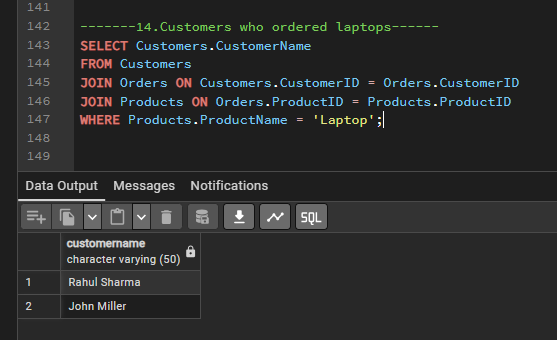 141
142 -------14.Customers who ordered laptops------
143 SELECT Customers.CustomerName
144 FROM Customers
145 JOIN Orders ON Customers.CustomerID = Orders.CustomerID
146 JOIN Products ON Orders.ProductID = Products.ProductID
147 WHERE Products.ProductName = 'Laptop';
148
149
Data Output Messages Notifications
SQL
customername
character varying (50)
1 Rahul Sharma
2 John Miller